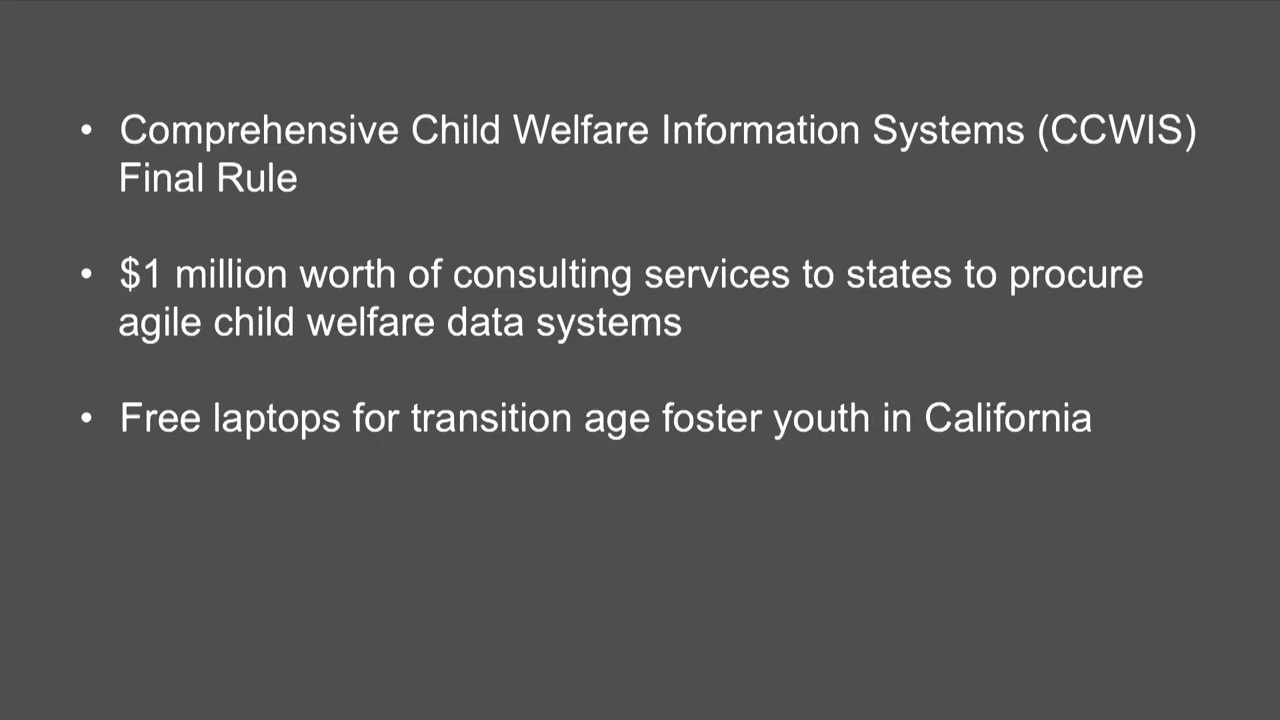 • Comprehensive Child Welfare Information Systems (CCWIS)
Final Rule
• $1 million worth of consulting services to states to procure
agile child welfare data systems
• Free laptops for transition age foster youth in California